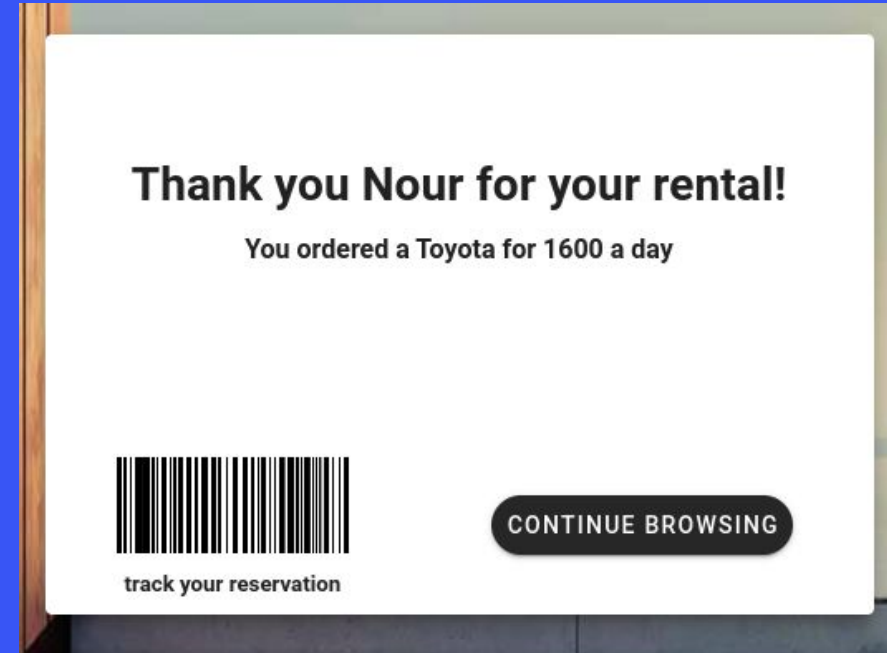 Thank you Nour for your rental!
You ordered a Toyota for 1600 a day
CONTINUE BROWSING
track your reservation